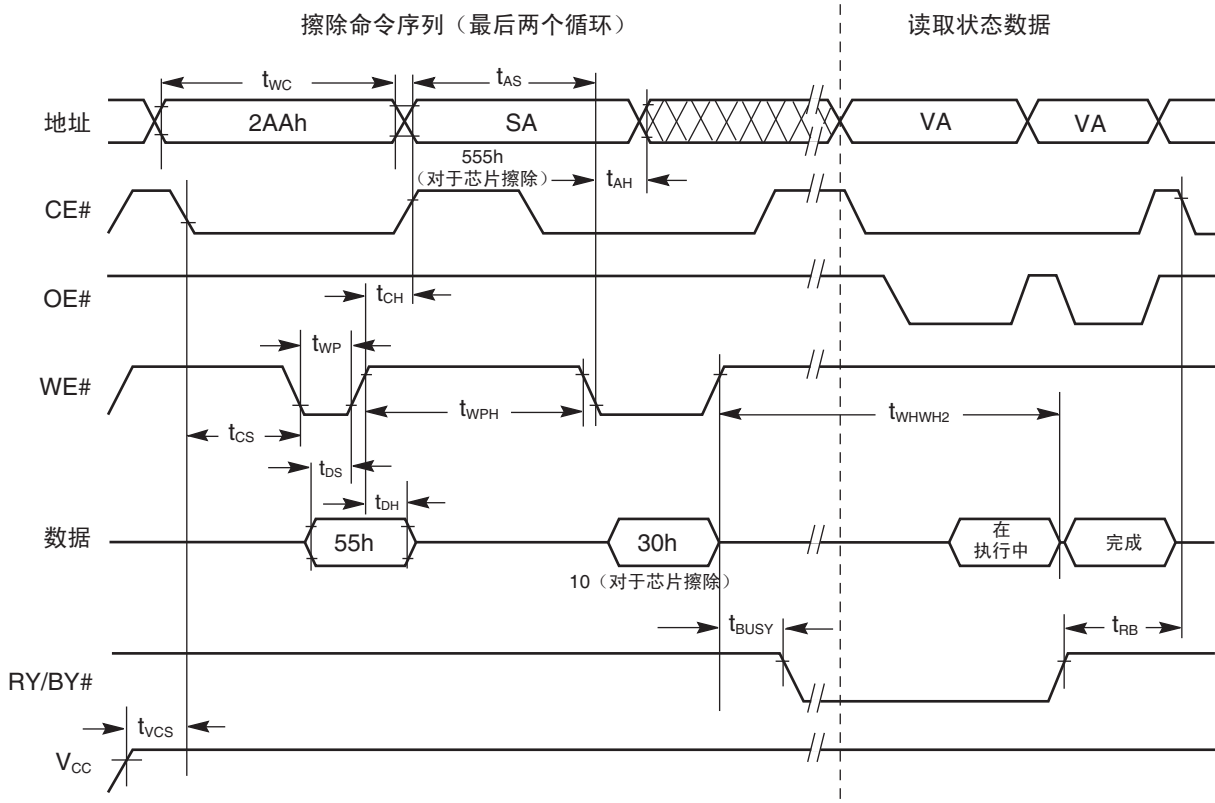 擦除命令序列（最后两个循环）
读取状态数据
tWC
tAS
地址
2AAh
SA
VA
VA
555h
（对于芯片擦除）
tAH
CE#
OE#
tCH
tWP
WE#
tWPH
tWHWH2
tCS
tDS
tDH
数据
55h
30h
在
执行中
完成
10（对于芯片擦除）
tBUSY
tRB
RY/BY#
tVCS
VCC